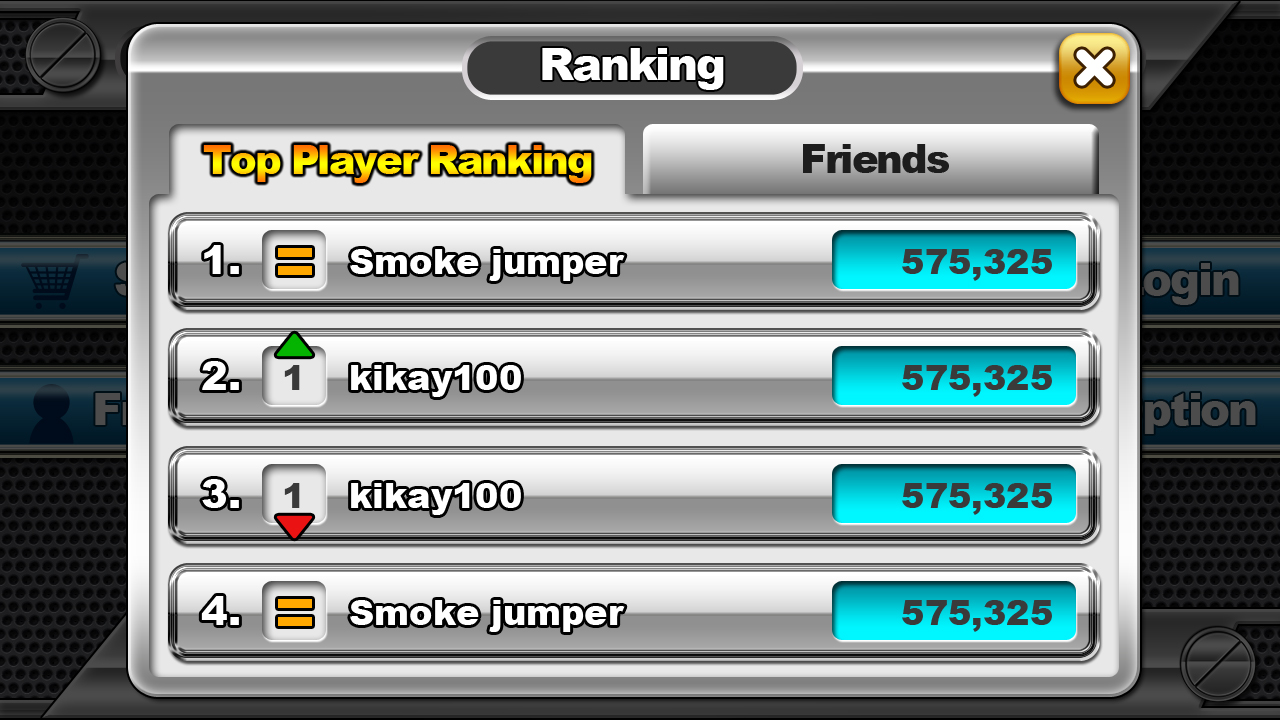 Ranking
Top Player Ranking
Friends
1. Smoke jumper 575,325
2. 1 kikay100 575,325
3. 1 kikay100 575,325
4. Smoke jumper 575,325